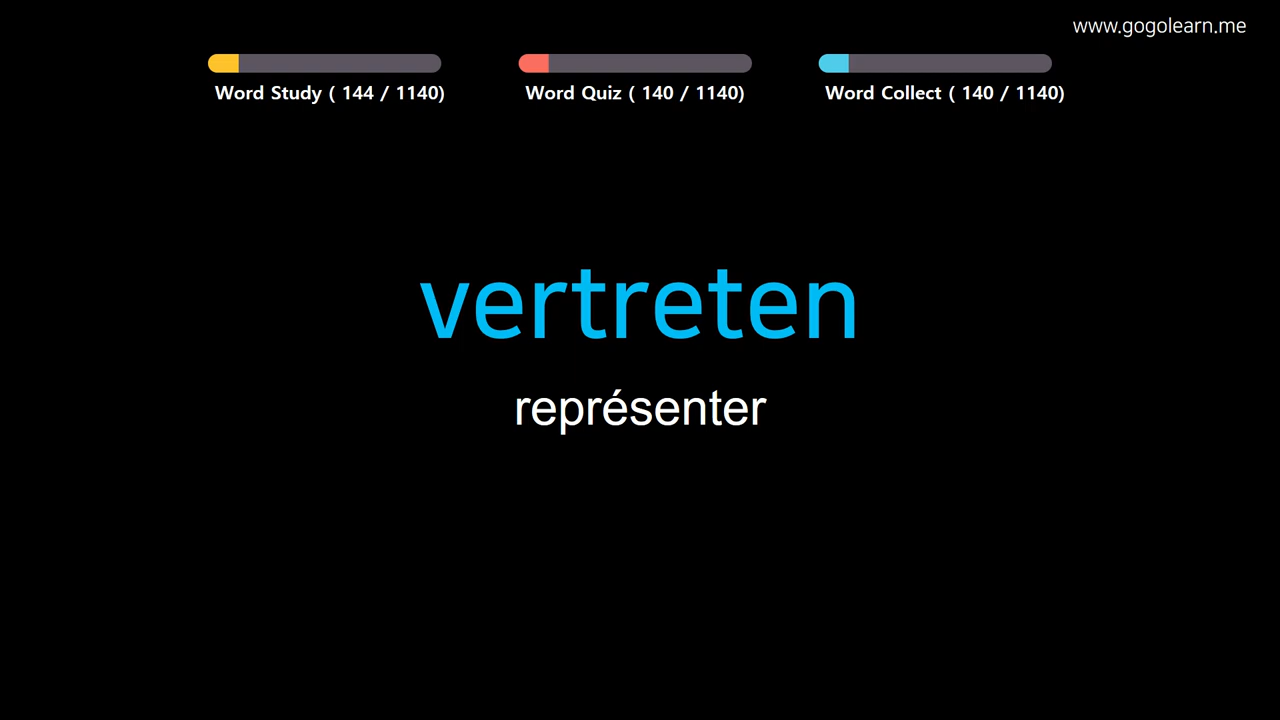 www.gogolearn.me
Word Study ( 144 / 1140)
Word Quiz ( 140 / 1140)
Word Collect ( 140 / 1140)
vertreten
représenter